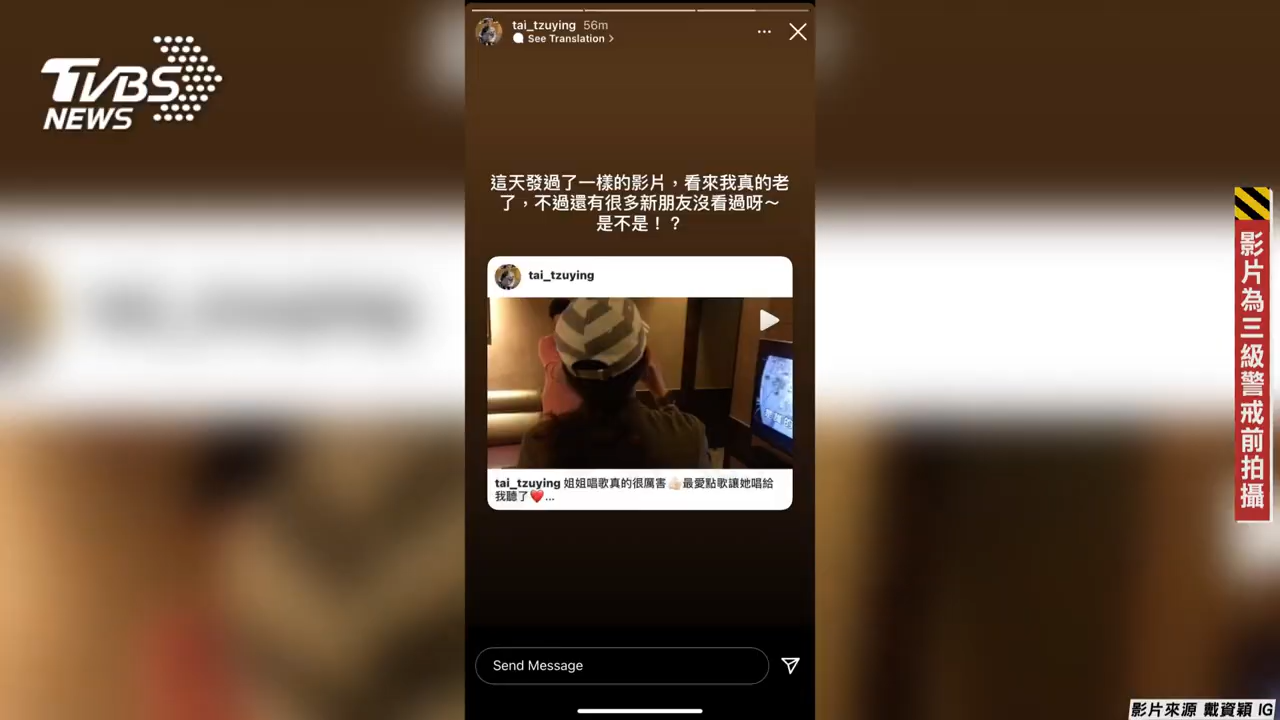 TVBS
NEWS
tai_tzuying 56m
See Translation >
這天發過了一樣的影片，看來我真的老
了，不過還有很多新朋友沒看過呀～
是不是！？
tai_tzuying
tai_tzuying 姐姐唱歌真的很厲害👍🏻最愛點歌讓她唱給
我聽了❤️...
Send Message
影片為三級警戒前拍攝
影片來源 戴資穎 IG